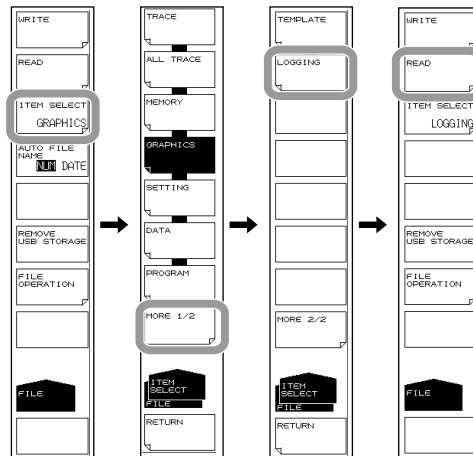 WRITE
READ
ITEM SELECT
GRAPHICS
AUTO FILE
NAME
NUM DATE
REMOVE
USB STORAGE
FILE
OPERATION
FILE
TRACE
ALL TRACE
MEMORY
GRAPHICS
SETTING
DATA
PROGRAM
MORE 1/2
ITEM
SELECT
FILE
RETURN
TEMPLATE
LOGGING
MORE 2/2
ITEM
SELECT
FILE
RETURN
WRITE
READ
ITEM SELECT
LOGGING
REMOVE
USB STORAGE
FILE
OPERATION
FILE